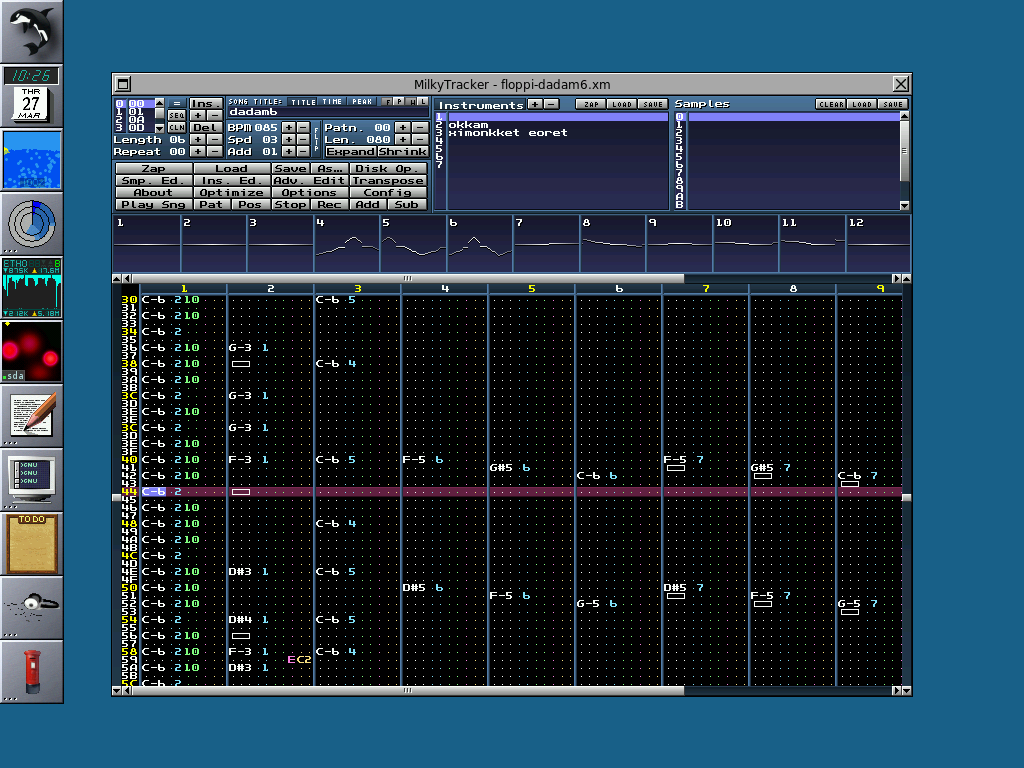 10:26
THR
27
MAR
ETH0
▼875K ▲ 17.6M
▼212K ▲ 5.18M
sda
>GNU
>GNU
>GNU
TO DO
MilkyTracker - floppi-dadam6.xm
0 00
1 01
2 0A
3 0D
= Ins.
SEQ + -
CLN Del
Length 06 + -
Repeat 00 + -
SONG TITLE: TITLE TIME PEAK F P W L
dadam6
BPM 085 + -
Spd 03 + -
Add 01 + -
FLIP
Patn. 00 + -
Len. 080 + -
Expand Shrink
Zap Load Save As... Disk Op.
Smp. Ed. Ins. Ed. Adv. Edit Transpose
About Optimize Options Config
Play Sng Pat Pos Stop Rec Add Sub
Instruments + - ZAP LOAD SAVE
1
2 okkam
3 ximonkket eoret
4
5
6
7
Samples CLEAR LOAD SAVE
0
1
2
3
4
5
6
7
8
9
A
B
1 2 3 4 5 6 7 8 9 10 11 12
1 2 3 4 5 6 7 8 9
30 C-6 210 C-6 5
31
32 C-6 210
33
34 C-6 2
35
36 C-6 210 G-3 1
37
38 C-6 210 C-6 4
39
3A C-6 210
3B
3C C-6 2 G-3 1
3D
3E C-6 210
3F
3C C-6 2 G-3 1
3D
3E C-6 210
3F
40 C-6 210 F-3 1 C-6 5 F-5 6 F-5 7
41 G#5 6 G#5 7
42 C-6 210 C-6 6 C-6 7
43
44 C-6 2
45
46 C-6 210
47
48 C-6 210 C-6 4
49
4A C-6 210
4B
4C C-6 2
4D
4E C-6 210 D#3 1 C-6 5
4F
50 C-6 210 D#5 6 D#5 7
51 F-5 6 F-5 7
52 C-6 210 G-5 6 G-5 7
53
54 C-6 2 D#4 1 C-6 5
55
56 C-6 210
57
58 C-6 210 F-3 1 C-6 4
59 EC2
5A C-6 210 D#3 1
5B
5C C-6 2